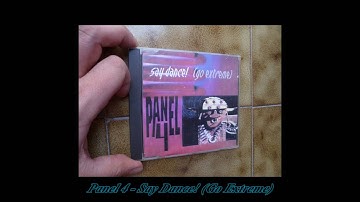 say dance! (go extreme)
PANEL
4
Panel 4 - Say Dance! (Go Extreme)